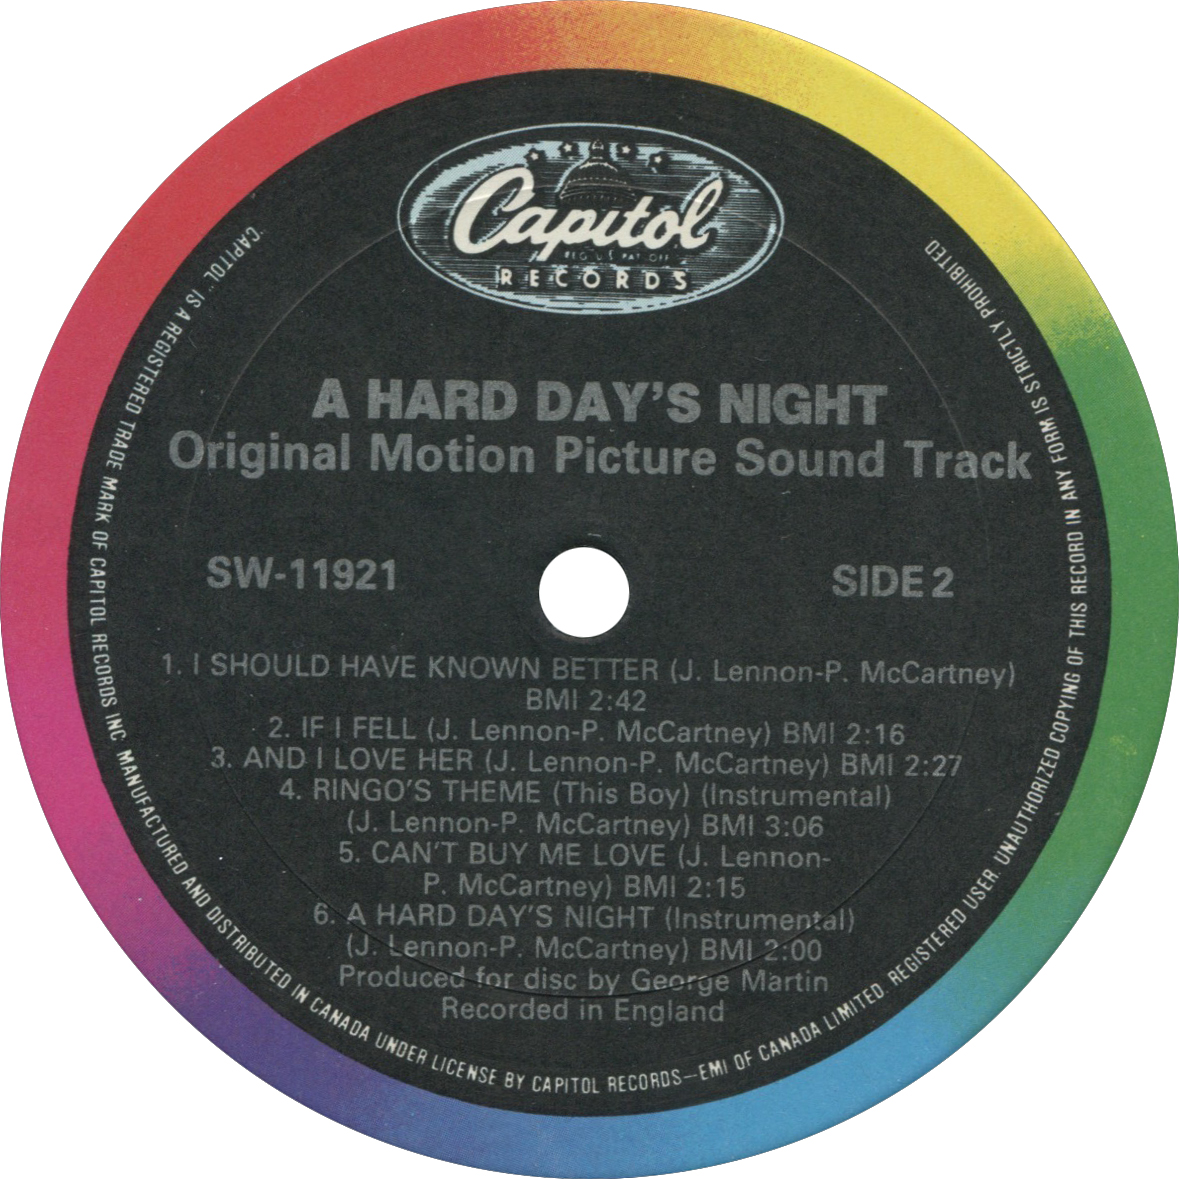 Capitol
REG. U.S. PAT. OFF.
RECORDS
A HARD DAY'S NIGHT
Original Motion Picture Sound Track
SW-11921
SIDE 2
1. I SHOULD HAVE KNOWN BETTER (J. Lennon-P. McCartney)
BMI 2:42
2. IF I FELL (J. Lennon-P. McCartney) BMI 2:16
3. AND I LOVE HER (J. Lennon-P. McCartney) BMI 2:27
4. RINGO'S THEME (This Boy) (Instrumental)
(J. Lennon-P. McCartney) BMI 3:06
5. CAN'T BUY ME LOVE (J. Lennon-
P. McCartney) BMI 2:15
6. A HARD DAY'S NIGHT (Instrumental)
(J. Lennon-P. McCartney) BMI 2:00
Produced for disc by George Martin
Recorded in England
"CAPITOL" IS A REGISTERED TRADE MARK OF CAPITOL RECORDS INC MANUFACTURED AND DISTRIBUTED IN CANADA UNDER LICENSE BY CAPITOL RECORDS—EMI OF CANADA LIMITED. REGISTERED USER. UNAUTHORIZED COPYING OF THIS RECORD IN ANY FORM IS STRICTLY PROHIBITED